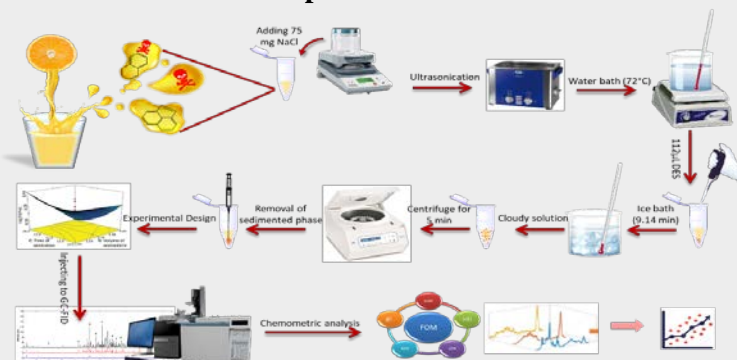 Adding 75
mg NaCl
Ultrasonication
Water bath (72°C)
112µL DES
Ice bath
(9.14 min)
Cloudy solution
Centrifuge for
5 min
Removal of
sedimented phase
Experimental Design
Injecting to GC-FID
Chemometric analysis
FOM